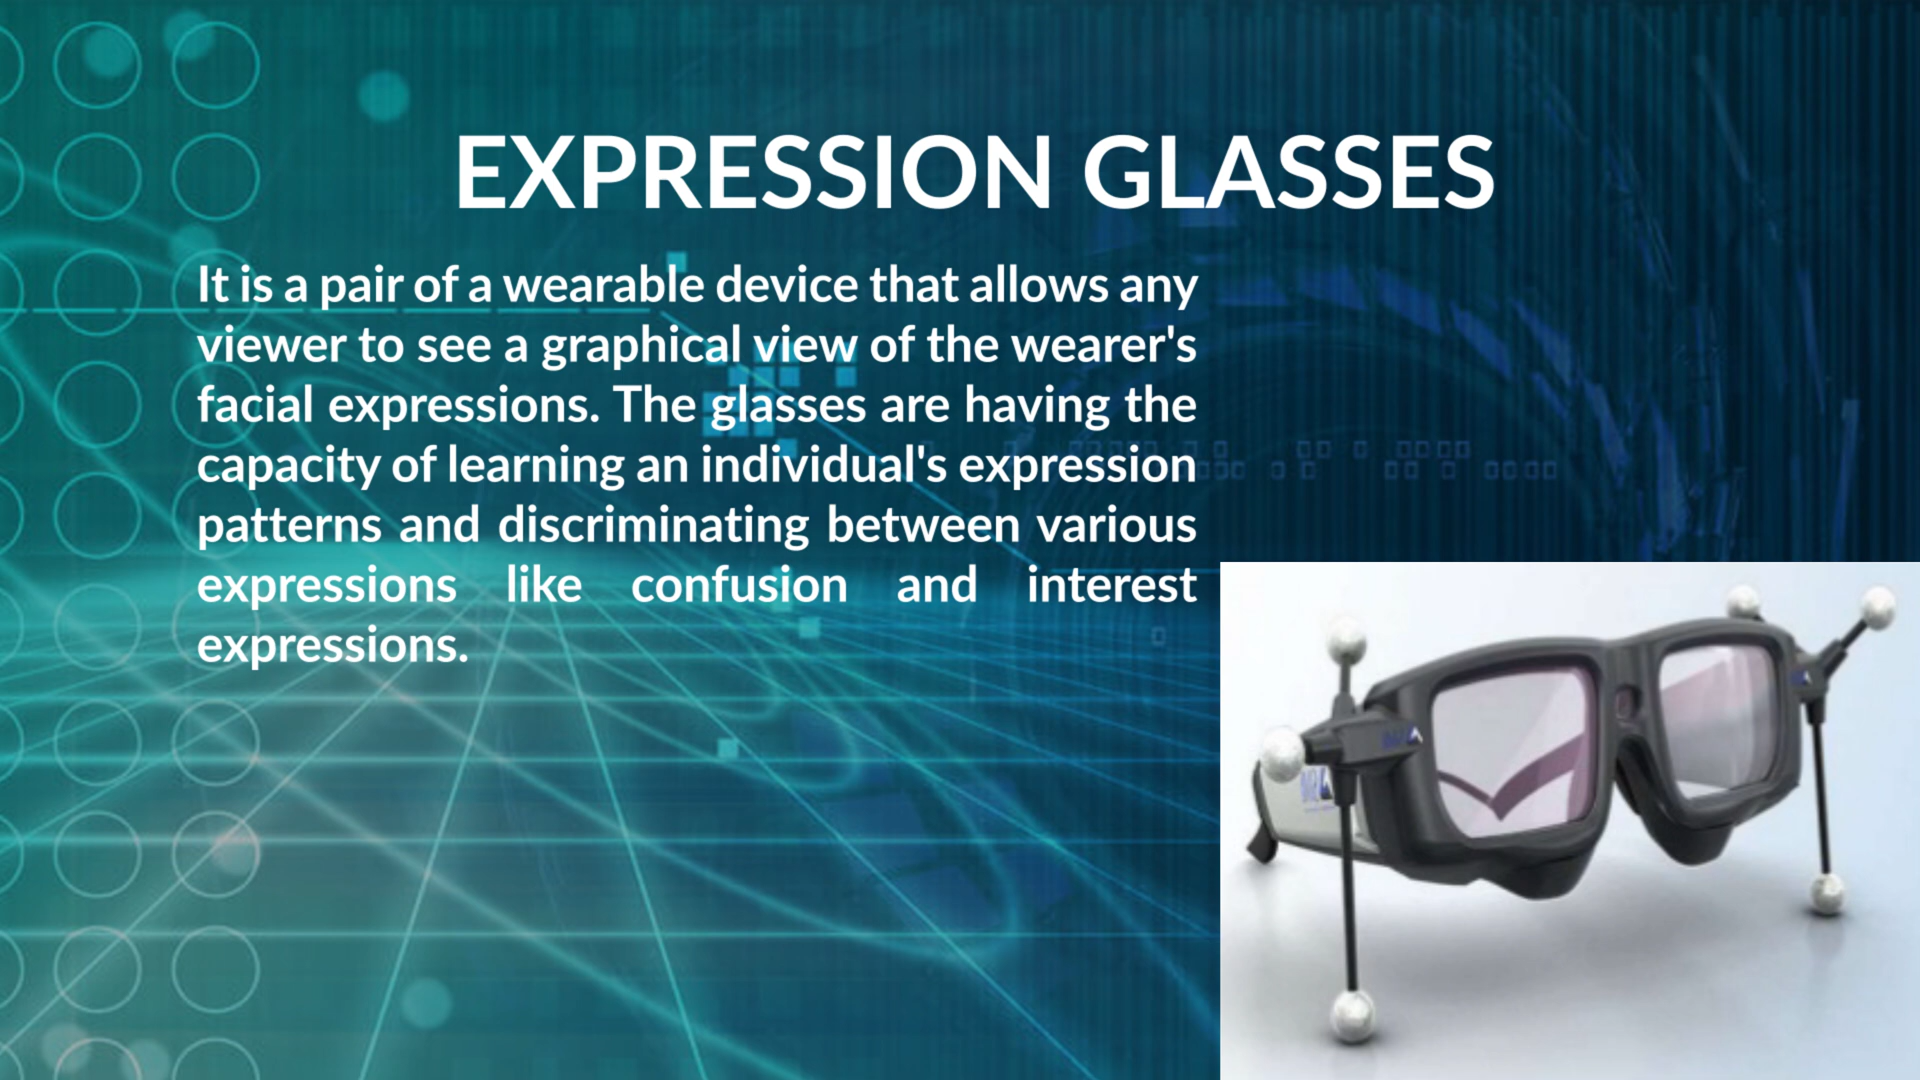 EXPRESSION GLASSES
It is a pair of a wearable device that allows any
viewer to see a graphical view of the wearer's
facial expressions. The glasses are having the
capacity of learning an individual's expression
patterns and discriminating between various
expressions like confusion and interest
expressions.